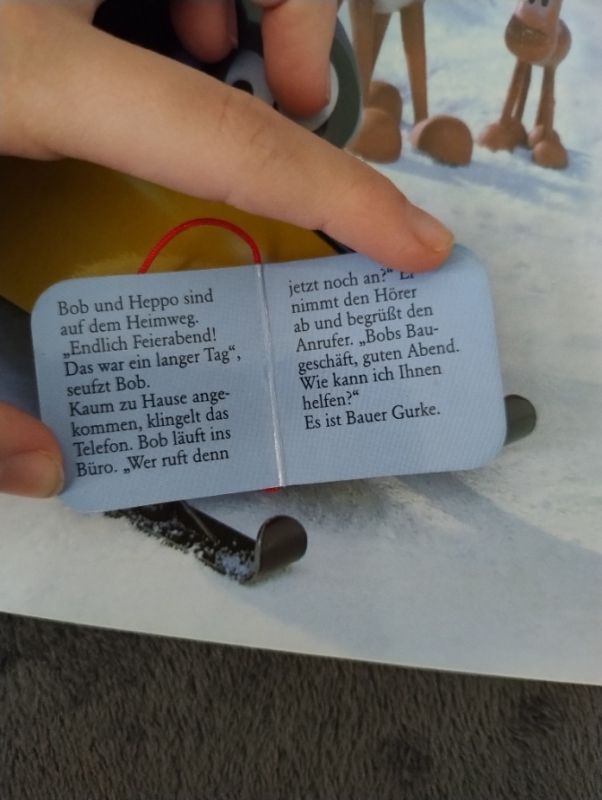 Bob und Heppo sind
auf dem Heimweg.
„Endlich Feierabend!
Das war ein langer Tag“,
seufzt Bob.
Kaum zu Hause ange-
kommen, klingelt das
Telefon. Bob läuft ins
Büro. „Wer ruft denn
jetzt noch an?“ Er
nimmt den Hörer
ab und begrüßt den
Anrufer. „Bobs Bau-
geschäft, guten Abend.
Wie kann ich Ihnen
helfen?“
Es ist Bauer Gurke.